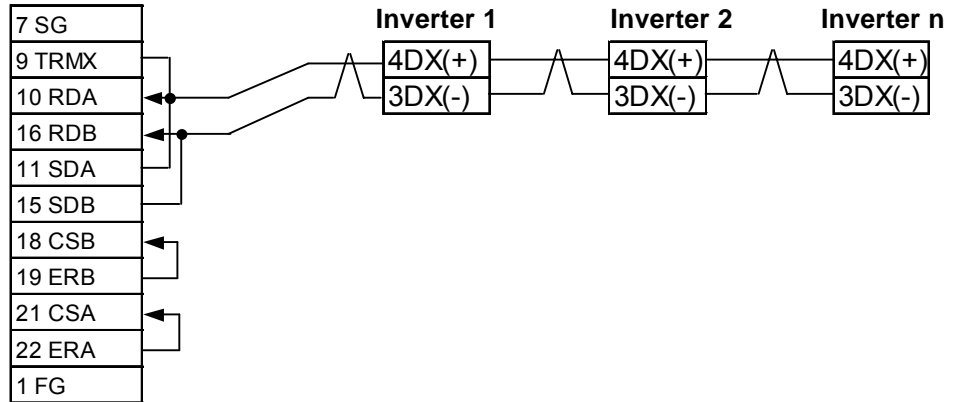 Inverter 1 Inverter 2 Inverter n
7 SG
9 TRMX
10 RDA
16 RDB
11 SDA
15 SDB
18 CSB
19 ERB
21 CSA
22 ERA
1 FG
4DX(+) 4DX(+) 4DX(+)
3DX(-) 3DX(-) 3DX(-)